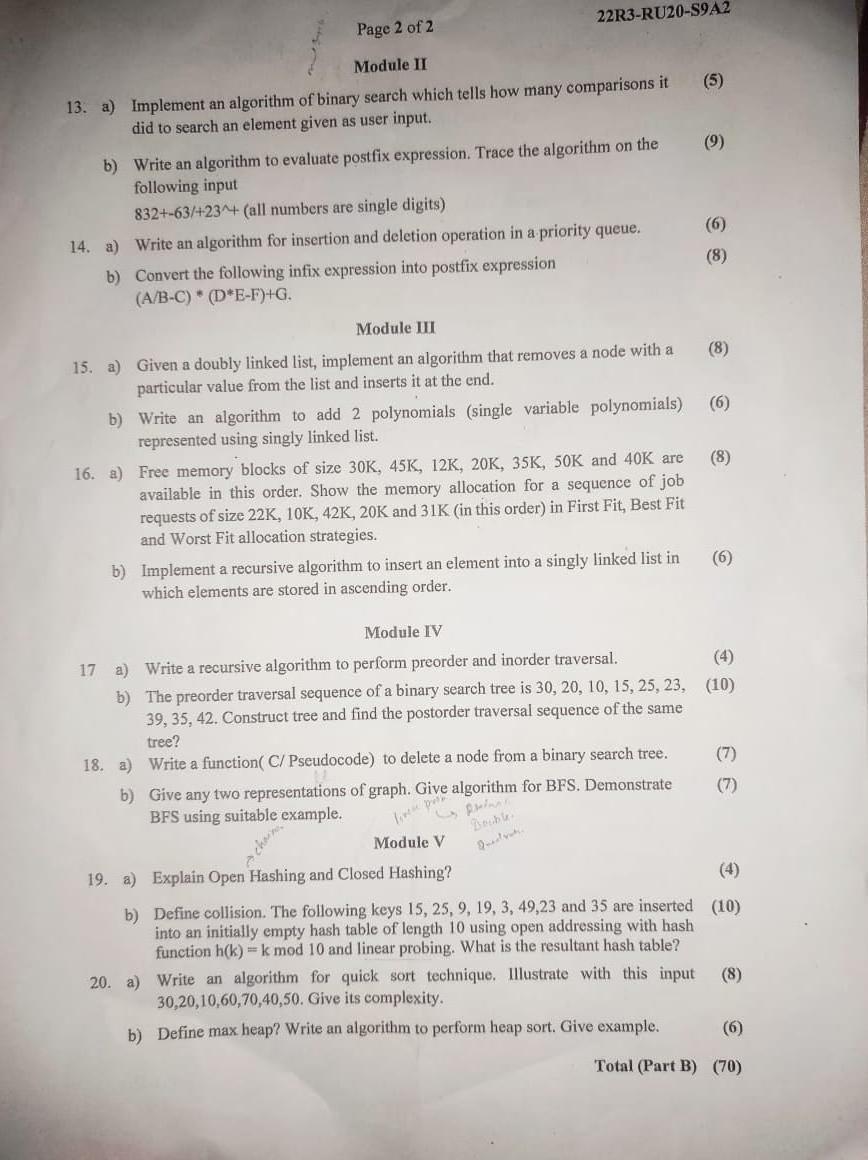 Page 2 of 2
22R3-RU20-S9A2
Module II
13. a) Implement an algorithm of binary search which tells how many comparisons it (5)
did to search an element given as user input.
b) Write an algorithm to evaluate postfix expression. Trace the algorithm on the (9)
following input
832+-63/+23^+ (all numbers are single digits)
14. a) Write an algorithm for insertion and deletion operation in a priority queue. (6)
b) Convert the following infix expression into postfix expression (8)
(A/B-C) * (D*E-F)+G.
Module III
15. a) Given a doubly linked list, implement an algorithm that removes a node with a (8)
particular value from the list and inserts it at the end.
b) Write an algorithm to add 2 polynomials (single variable polynomials) (6)
represented using singly linked list.
16. a) Free memory blocks of size 30K, 45K, 12K, 20K, 35K, 50K and 40K are (8)
available in this order. Show the memory allocation for a sequence of job
requests of size 22K, 10K, 42K, 20K and 31K (in this order) in First Fit, Best Fit
and Worst Fit allocation strategies.
b) Implement a recursive algorithm to insert an element into a singly linked list in (6)
which elements are stored in ascending order.
Module IV
17 a) Write a recursive algorithm to perform preorder and inorder traversal. (4)
b) The preorder traversal sequence of a binary search tree is 30, 20, 10, 15, 25, 23, (10)
39, 35, 42. Construct tree and find the postorder traversal sequence of the same
tree?
18. a) Write a function( C/ Pseudocode) to delete a node from a binary search tree. (7)
b) Give any two representations of graph. Give algorithm for BFS. Demonstrate (7)
BFS using suitable example.
Module V
19. a) Explain Open Hashing and Closed Hashing? (4)
b) Define collision. The following keys 15, 25, 9, 19, 3, 49,23 and 35 are inserted (10)
into an initially empty hash table of length 10 using open addressing with hash
function h(k) = k mod 10 and linear probing. What is the resultant hash table?
20. a) Write an algorithm for quick sort technique. Illustrate with this input (8)
30,20,10,60,70,40,50. Give its complexity.
b) Define max heap? Write an algorithm to perform heap sort. Give example. (6)
Total (Part B) (70)